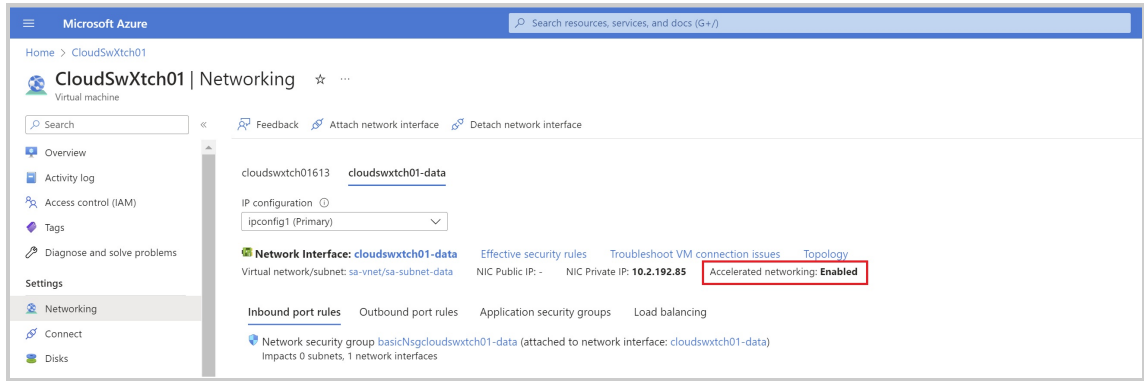 Microsoft Azure
Search resources, services, and docs (G+/)
Home > CloudSwXtch01
CloudSwXtch01 | Networking ☆ ...
Virtual machine
Search
«
Feedback Attach network interface Detach network interface
Overview
Activity log
Access control (IAM)
Tags
Diagnose and solve problems
Settings
Networking
Connect
Disks
cloudswxtch01613 cloudswxtch01-data
IP configuration
ipconfig1 (Primary)
Network Interface: cloudswxtch01-data Effective security rules Troubleshoot VM connection issues Topology
Virtual network/subnet: sa-vnet/sa-subnet-data NIC Public IP: - NIC Private IP: 10.2.192.85 Accelerated networking: Enabled
Inbound port rules Outbound port rules Application security groups Load balancing
Network security group basicNsgcloudswxtch01-data (attached to network interface: cloudswxtch01-data)
Impacts 0 subnets, 1 network interfaces